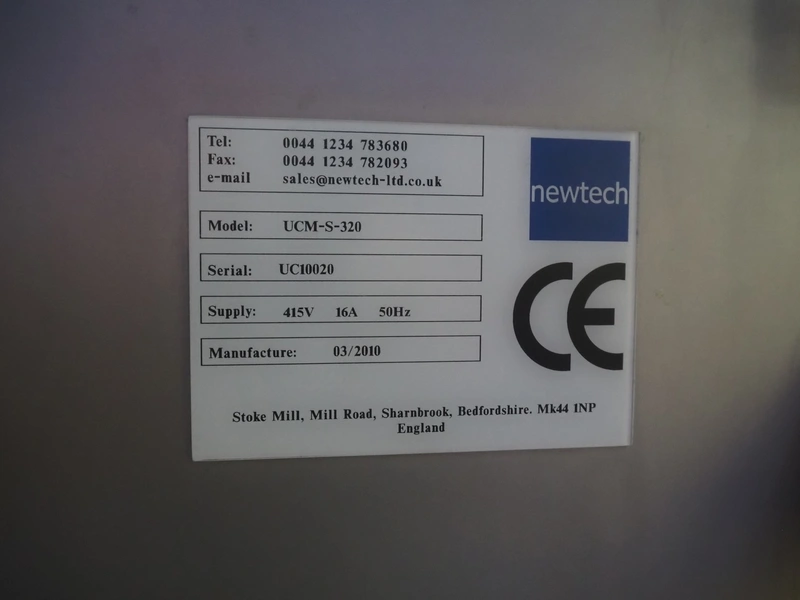 Tel: 0044 1234 783680
Fax: 0044 1234 782093
e-mail sales@newtech-ltd.co.uk
newtech
Model: UCM-S-320
Serial: UC10020
Supply: 415V 16A 50Hz
CE
Manufacture: 03/2010
Stoke Mill, Mill Road, Sharnbrook, Bedfordshire. Mk44 1NP
England